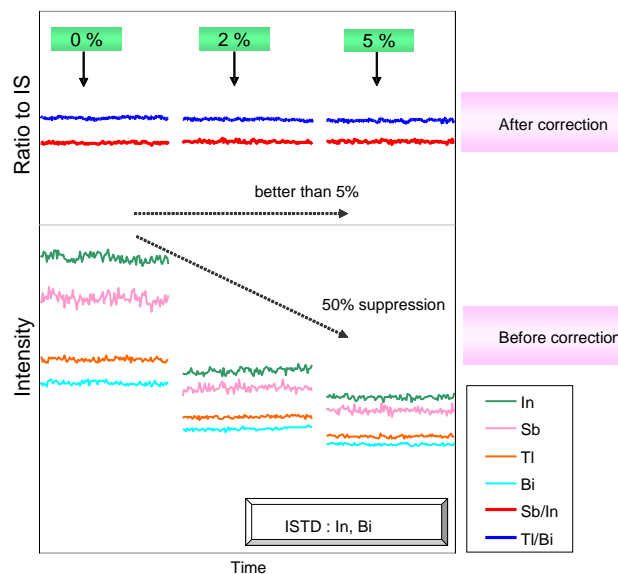 0 %
2 %
5 %
Ratio to IS
After correction
better than 5%
50% suppression
Intensity
Before correction
In
Sb
Tl
Bi
Sb/In
Tl/Bi
ISTD : In, Bi
Time